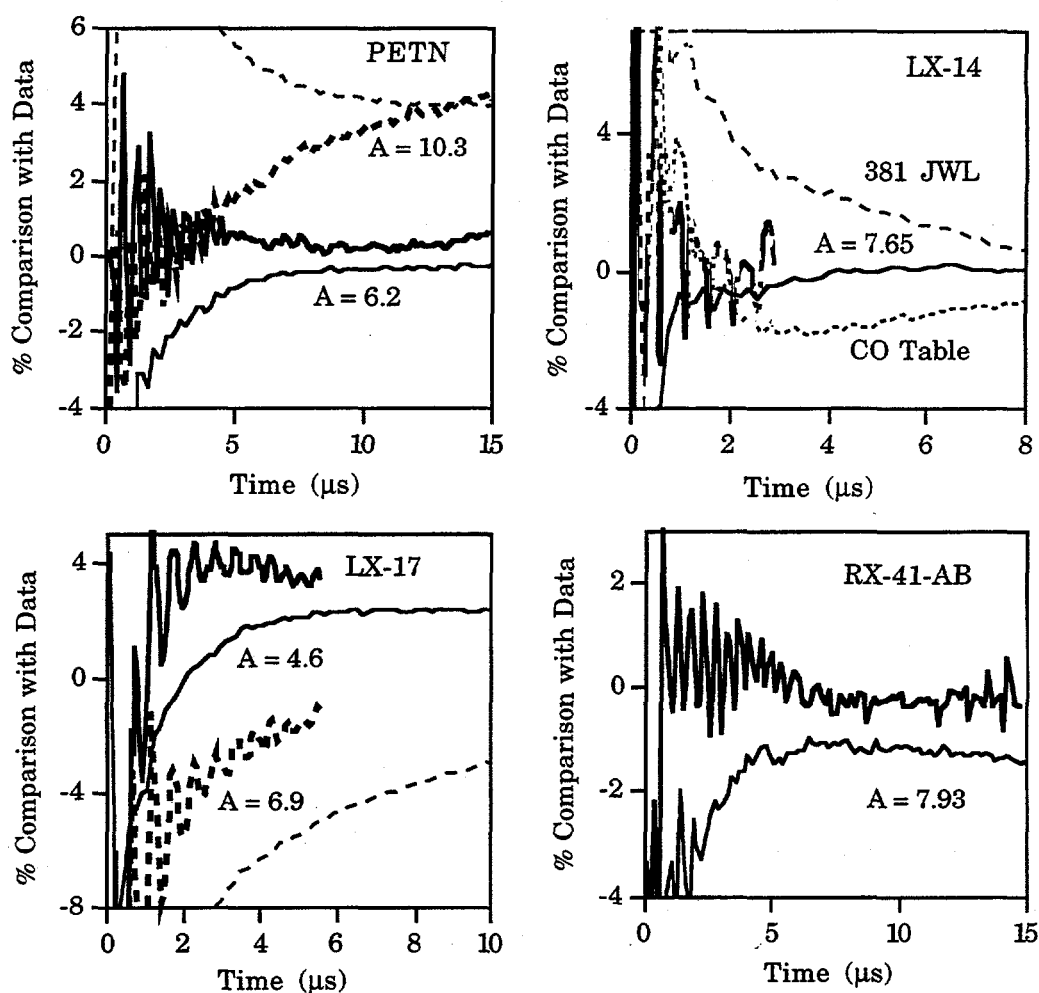 % Comparison with Data
6
4
2
0
-2
-4
PETN
A = 10.3
A = 6.2
0 5 10 15
Time (µs)
% Comparison with Data
4
0
-4
LX-14
381 JWL
A = 7.65
CO Table
0 2 4 6 8
Time (µs)
% Comparison with Data
4
0
-4
-8
LX-17
A = 4.6
A = 6.9
0 2 4 6 8 10
Time (µs)
% Comparison with Data
2
0
-2
-4
RX-41-AB
A = 7.93
0 5 10 15
Time (µs)